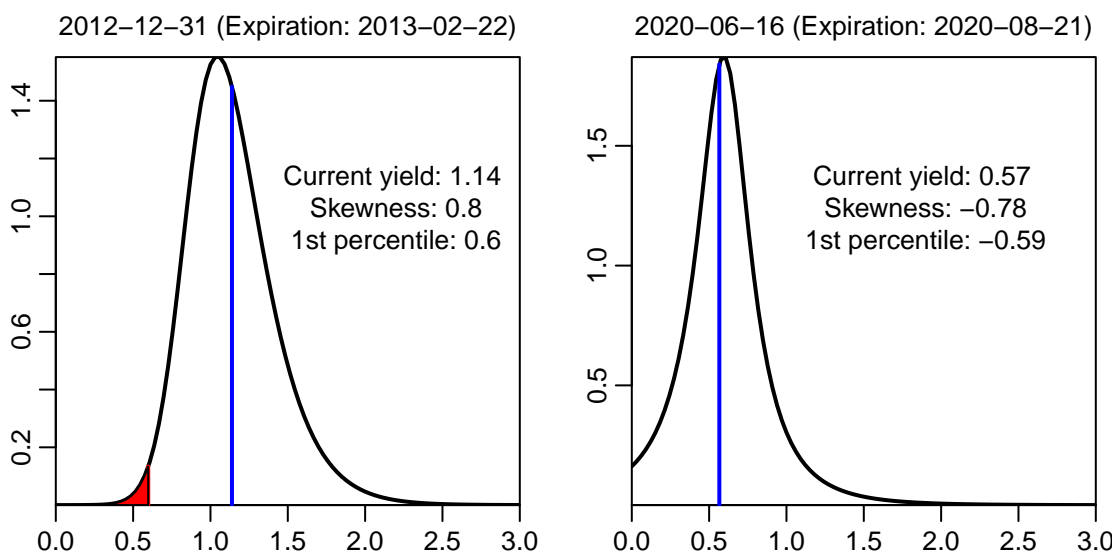 2012−12−31 (Expiration: 2013−02−22)
1.4
1.0
0.6
0.2
Current yield: 1.14
Skewness: 0.8
1st percentile: 0.6
0.0 0.5 1.0 1.5 2.0 2.5 3.0
2020−06−16 (Expiration: 2020−08−21)
1.5
1.0
0.5
Current yield: 0.57
Skewness: −0.78
1st percentile: −0.59
0.0 0.5 1.0 1.5 2.0 2.5 3.0